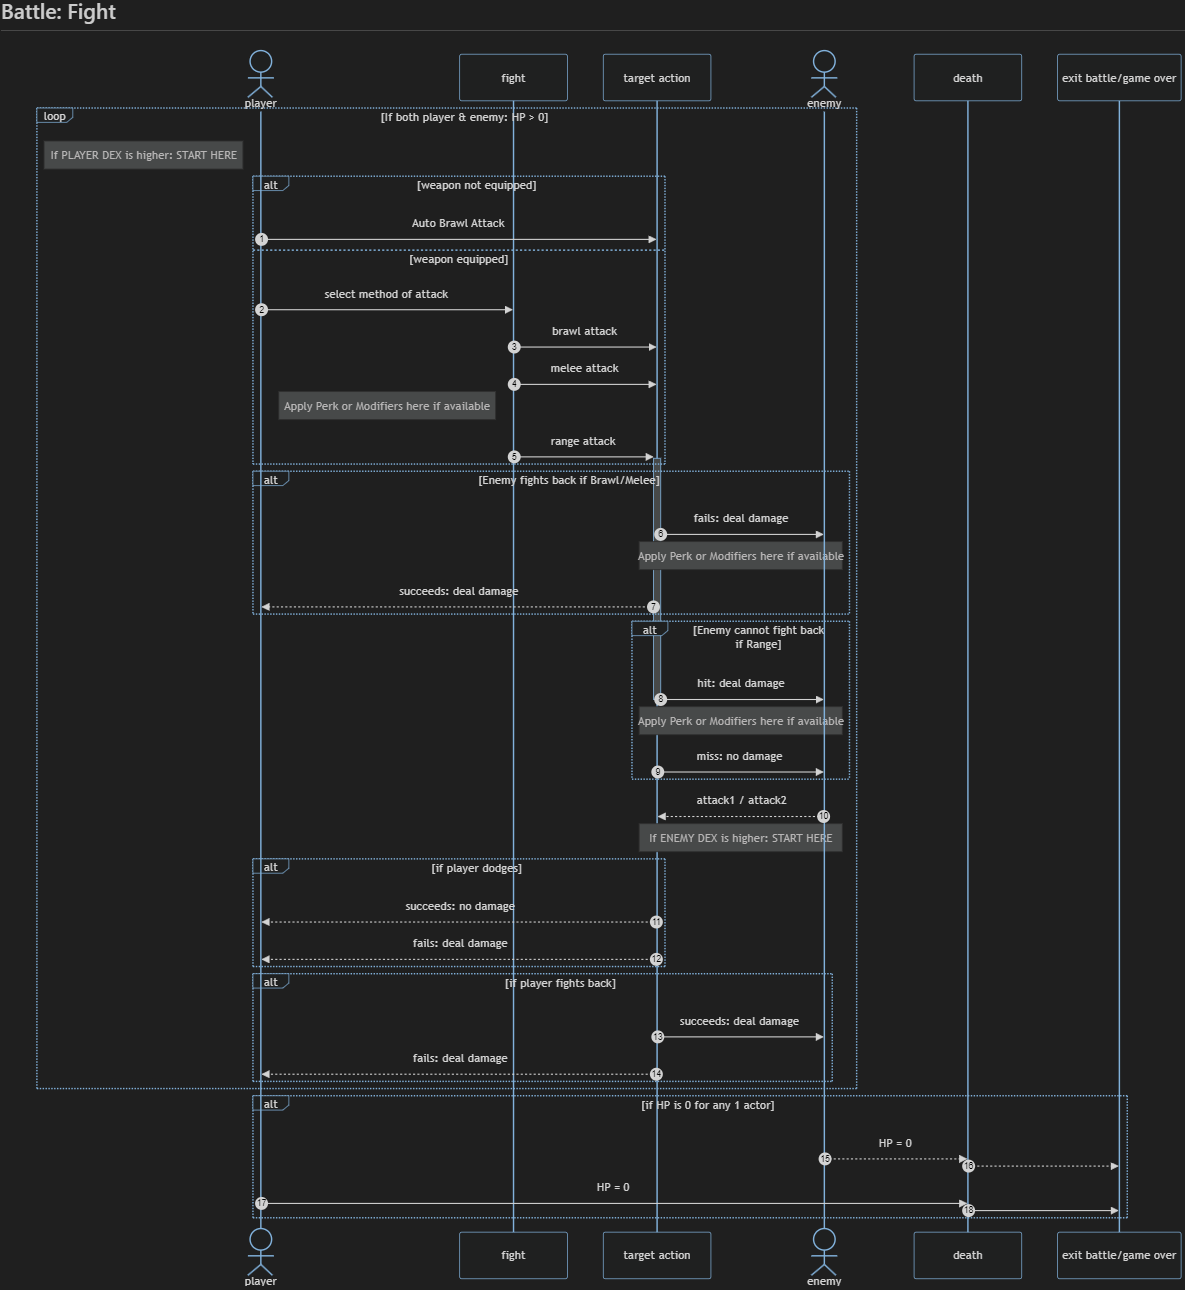 Battle: Fight
player
fight
target action
enemy
death
exit battle/game over
loop
[If both player & enemy: HP > 0]
If PLAYER DEX is higher: START HERE
alt
[weapon not equipped]
Auto Brawl Attack
1
[weapon equipped]
select method of attack
2
brawl attack
3
melee attack
4
Apply Perk or Modifiers here if available
range attack
5
alt
[Enemy fights back if Brawl/Melee]
fails: deal damage
6
Apply Perk or Modifiers here if available
succeeds: deal damage
7
alt
[Enemy cannot fight back
if Range]
hit: deal damage
8
Apply Perk or Modifiers here if available
miss: no damage
9
attack1 / attack2
10
If ENEMY DEX is higher: START HERE
alt
[if player dodges]
succeeds: no damage
11
fails: deal damage
12
alt
[if player fights back]
succeeds: deal damage
13
fails: deal damage
14
alt
[if HP is 0 for any 1 actor]
HP = 0
15
16
HP = 0
17
18
player
fight
target action
enemy
death
exit battle/game over